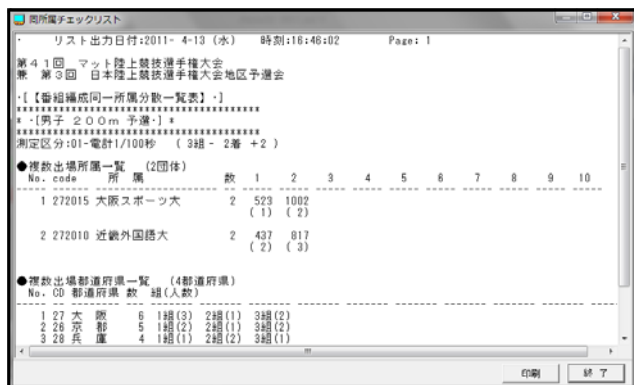 同所属チェックリスト
・ リスト出力日付:2011- 4-13 (水) 時刻:16:46:02 Page: 1
第41回 マット陸上競技選手権大会
兼 第3回 日本陸上競技選手権大会地区予選会
・[【番組編成同一所属分散一覧表】・]
******************************************
* ・[男子 200m 予選・] *
******************************************
測定区分:01-電計1/100秒 ( 3組 - 2着 +2 )
●複数出場所属一覧 (2団体)
No. code 所 属 数 1 2 3 4 5 6 7 8 9 10
1 272015 大阪スポーツ大 2 523 1002
( 1) ( 2)
2 272010 近畿外国語大 2 437 817
( 2) ( 3)
●複数出場都道府県一覧 (4都道府県)
No. CD 都道府県 数 組(人数)
1 27 大 阪 6 1組(3) 2組(1) 3組(2)
2 26 京 都 5 1組(2) 2組(1) 3組(2)
3 28 兵 庫 4 1組(1) 2組(2) 3組(1)
印刷 終 了